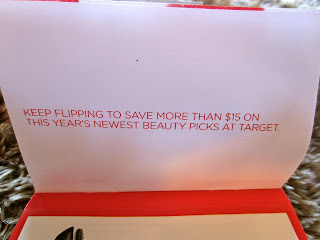 KEEP FLIPPING TO SAVE MORE THAN $15 ON
THIS YEAR'S NEWEST BEAUTY PICKS AT TARGET.